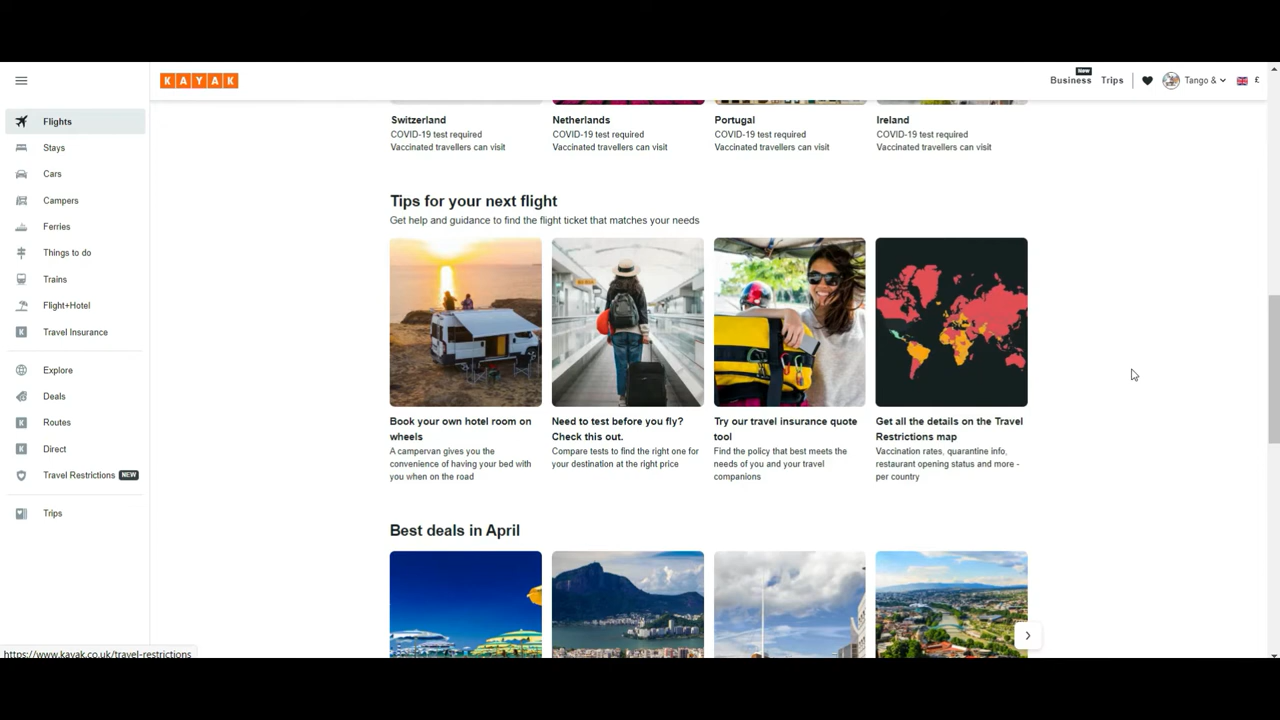 KAYAK
New
Business
Trips
Tango &
£
Flights
Stays
Cars
Campers
Ferries
Things to do
Trains
Flight+Hotel
K
Travel Insurance
Explore
Deals
Routes
K
Direct
Travel Restrictions NEW
Trips
Switzerland
COVID-19 test required
Vaccinated travellers can visit
Netherlands
COVID-19 test required
Vaccinated travellers can visit
Portugal
COVID-19 test required
Vaccinated travellers can visit
Ireland
COVID-19 test required
Vaccinated travellers can visit
Tips for your next flight
Get help and guidance to find the flight ticket that matches your needs
Book your own hotel room on
wheels
A campervan gives you the
convenience of having your bed with
you when on the road
Need to test before you fly?
Check this out.
Compare tests to find the right one for
your destination at the right price
Try our travel insurance quote
tool
Find the policy that best meets the
needs of you and your travel
companions
Get all the details on the Travel
Restrictions map
Vaccination rates, quarantine info,
restaurant opening status and more -
per country
Best deals in April
https://www.kayak.co.uk/travel-restrictions